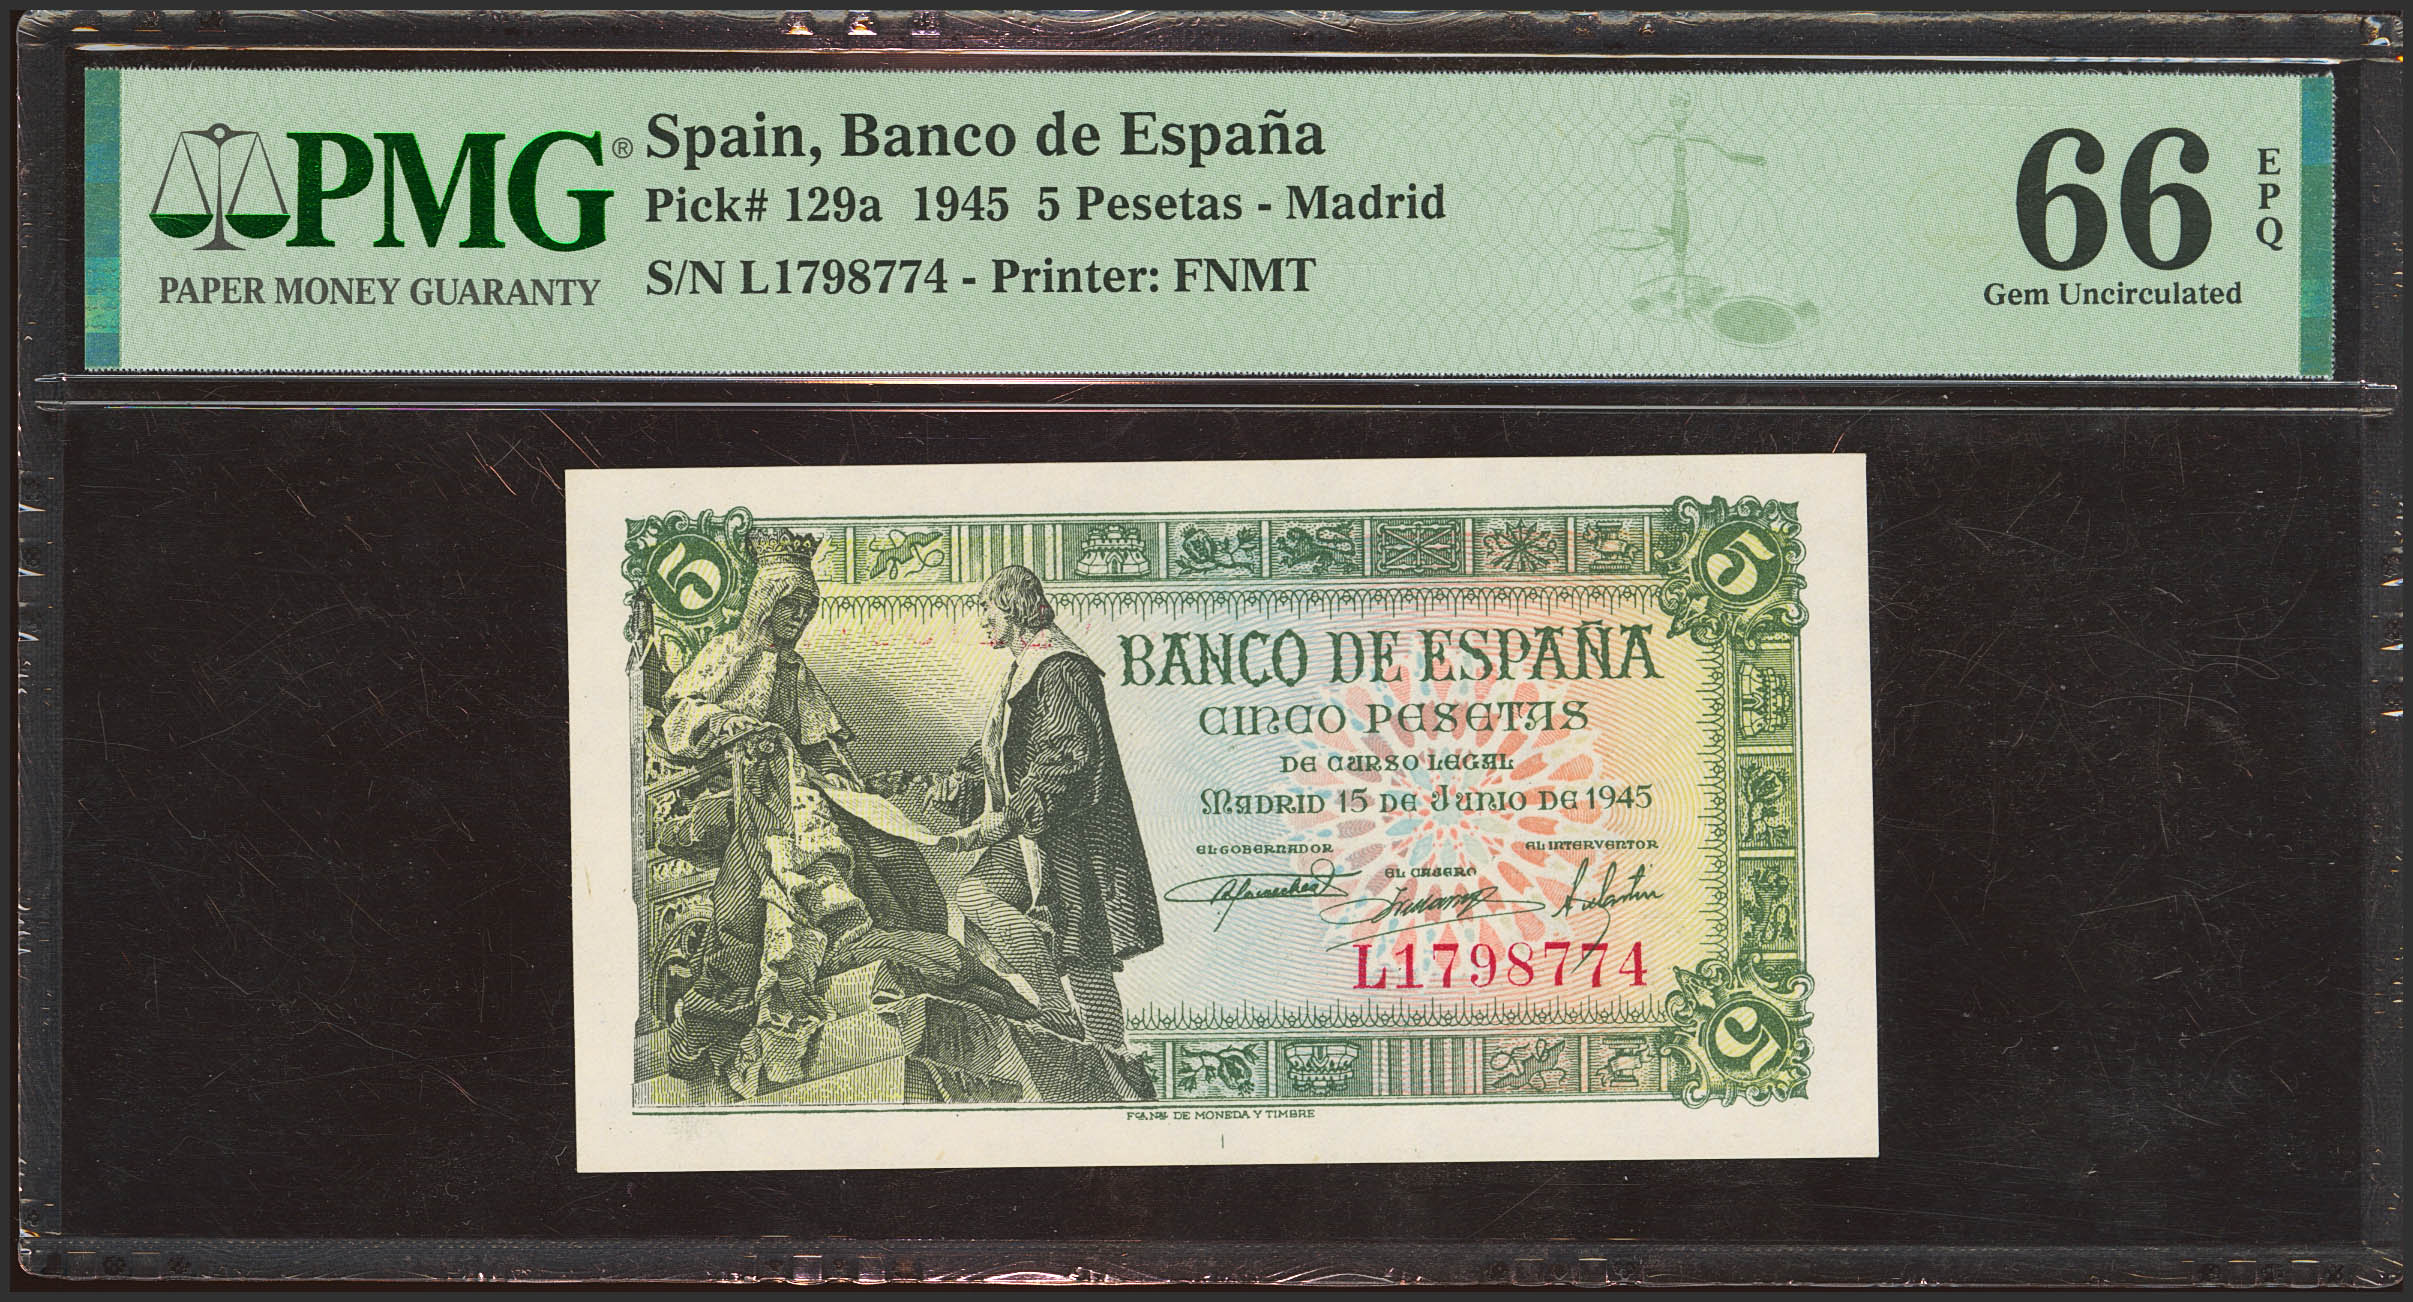 PMG®
PAPER MONEY GUARANTY
Spain, Banco de España
Pick# 129a 1945 5 Pesetas - Madrid
S/N L1798774 - Printer: FNMT
66
EPQ
Gem Uncirculated
5
5
BANCO DE ESPAÑA
CINCO PESETAS
DE CURSO LEGAL
MADRID 15 DE JUNIO DE 1945
EL GOBERNADOR
EL INTERVENTOR
EL CAJERO
L1798774
5
FCA. NAL. DE MONEDA Y TIMBRE